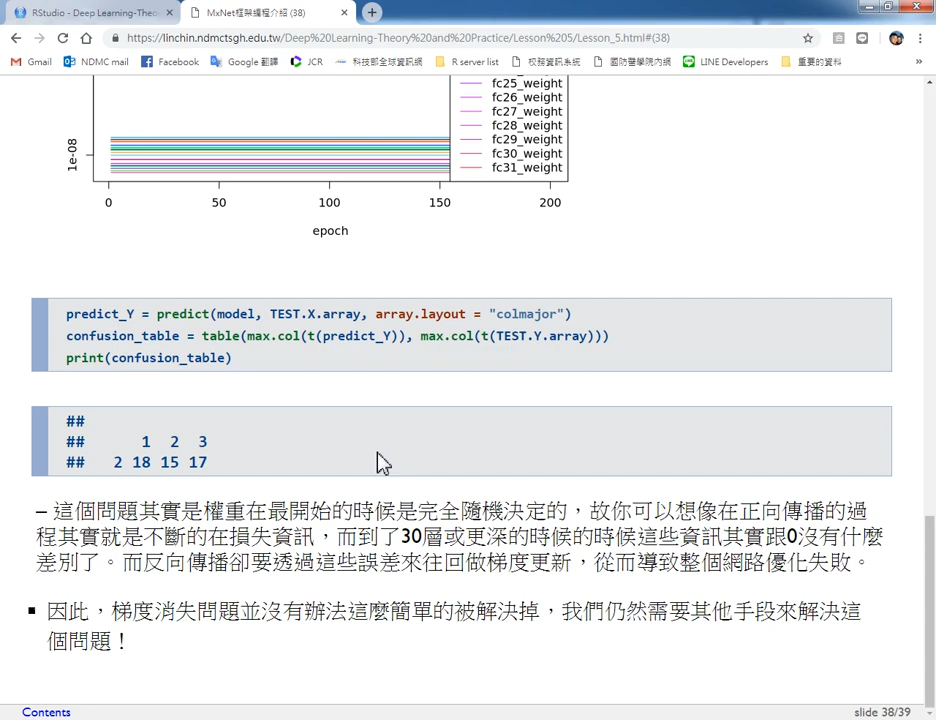 RStudio - Deep Learning-Theo
MxNet框架編程介紹 (38)
https://linchin.ndmctsgh.edu.tw/Deep%20Learning-Theory%20and%20Practice/Lesson%205/Lesson_5.html#(38)
Gmail NDMC mail Facebook Google 翻譯 JCR 科技部全球資訊網 R server list 校務資訊系統 國防醫學院內網 LINE Developers 重要的資料 »
fc25_weight
fc26_weight
fc27_weight
fc28_weight
fc29_weight
fc30_weight
fc31_weight
1e-08
0 50 100 150 200
epoch
predict_Y = predict(model, TEST.X.array, array.layout = "colmajor")
confusion_table = table(max.col(t(predict_Y)), max.col(t(TEST.Y.array)))
print(confusion_table)
##
## 1 2 3
## 2 18 15 17
– 這個問題其實是權重在最開始的時候是完全隨機決定的，故你可以想像在正向傳播的過
程其實就是不斷的在損失資訊，而到了30層或更深的時候的時候這些資訊其實跟0沒有什麼
差別了。而反向傳播卻要透過這些誤差來往回做梯度更新，從而導致整個網路優化失敗。
▪ 因此，梯度消失問題並沒有辦法這麼簡單的被解決掉，我們仍然需要其他手段來解決這
個問題！
Contents
slide 38/39